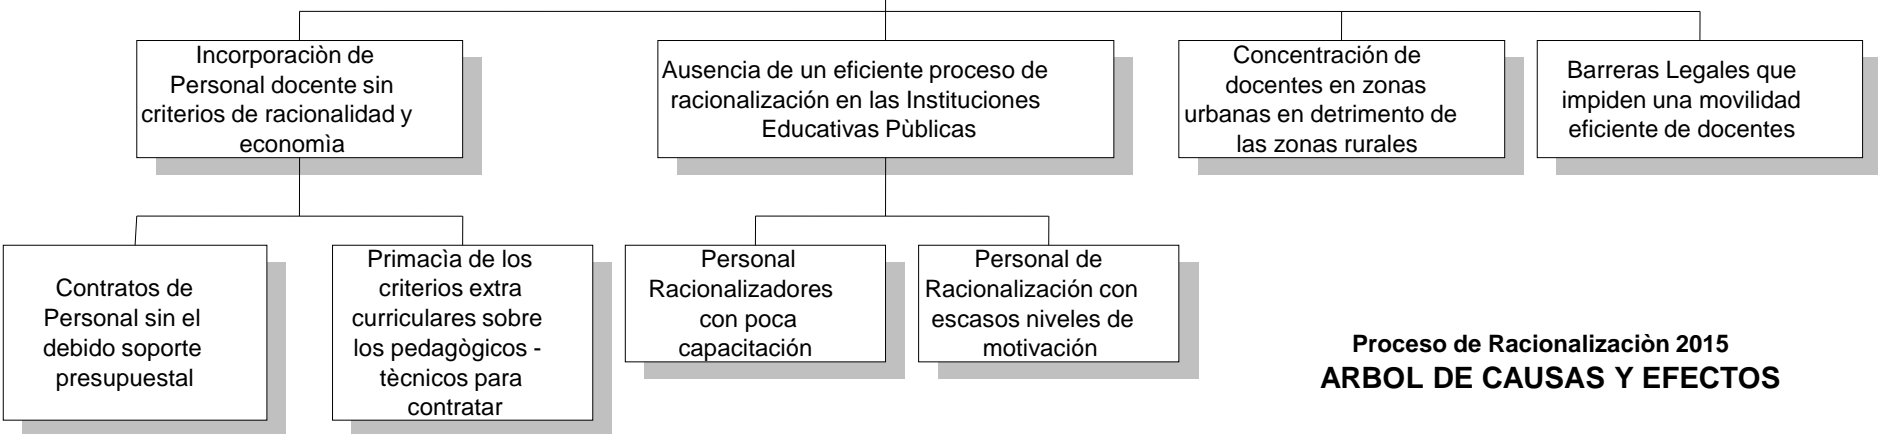 Incorporaciòn de
Personal docente sin
criterios de racionalidad y
economìa
Ausencia de un eficiente proceso de
racionalización en las Instituciones
Educativas Pùblicas
Concentración de
docentes en zonas
urbanas en detrimento de
las zonas rurales
Barreras Legales que
impiden una movilidad
eficiente de docentes
Contratos de
Personal sin el
debido soporte
presupuestal
Primacìa de los
criterios extra
curriculares sobre
los pedagògicos -
tècnicos para
contratar
Personal
Racionalizadores
con poca
capacitación
Personal de
Racionalización con
escasos niveles de
motivación
Proceso de Racionalizaciòn 2015
ARBOL DE CAUSAS Y EFECTOS